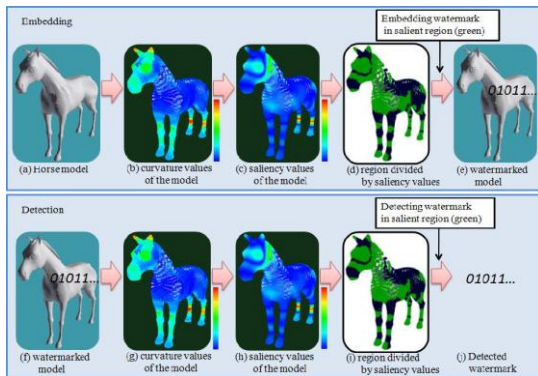 Embedding
Embedding watermark
in salient region (green)
01011...
(a) Horse model
(b) curvature values
of the model
(c) saliency values
of the model
(d) region divided
by saliency values
(e) watermarked
model
Detection
Detecting watermark
in salient region (green)
01011...
01011...
(f) watermarked
model
(g) curvature values
of the model
(h) saliency values
of the model
(i) region divided
by saliency values
(j) Detected
watermark